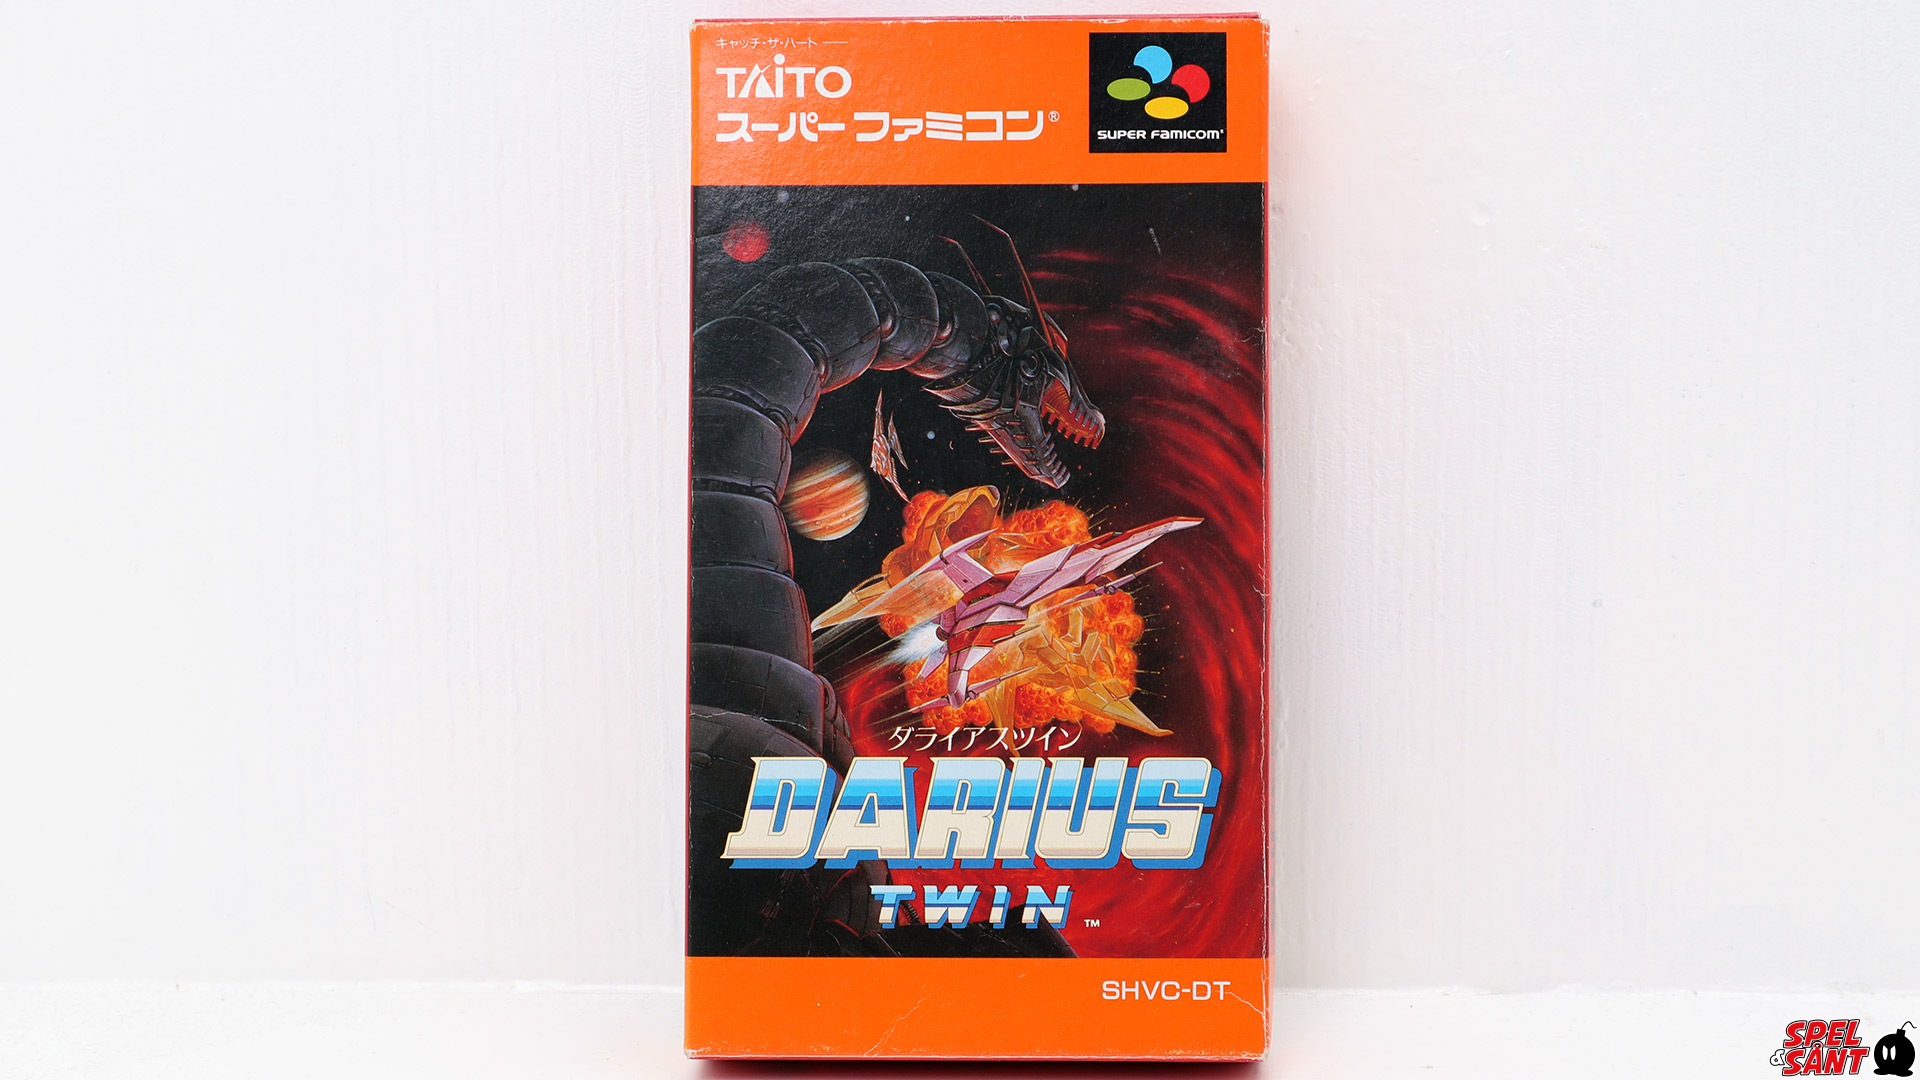 キャッチ・ザ・ハート
TAITO
スーパーファミコン®
SUPER FAMICOM®
ダライアスツイン
DARIUS
TWIN ™
SHVC-DT
SPEL
& SÅNT